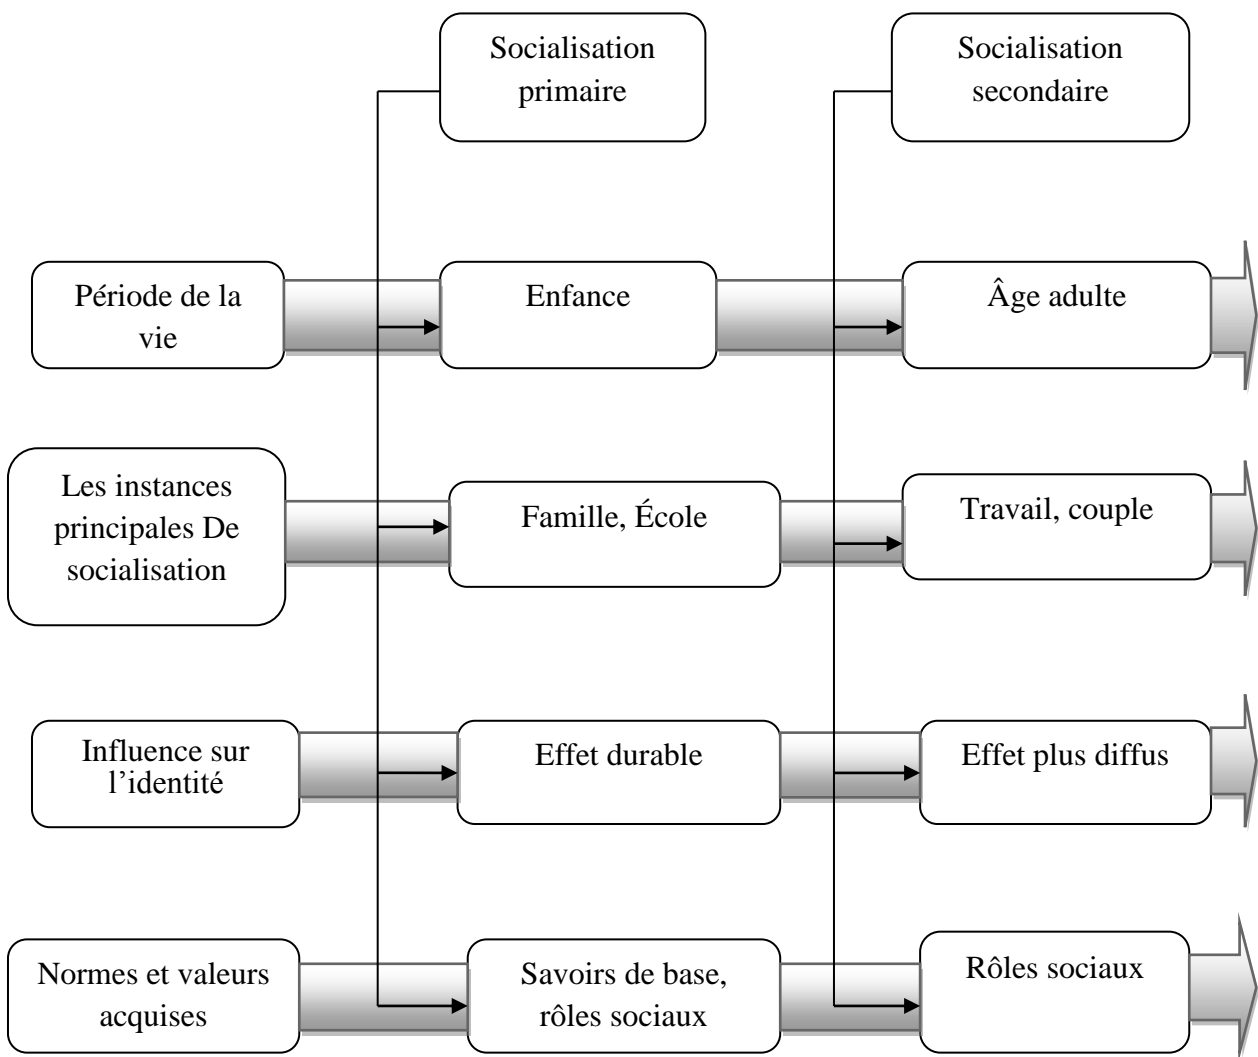 Socialisation
primaire
Socialisation
secondaire
Période de la
vie
Enfance
Âge adulte
Les instances
principales De
socialisation
Famille, École
Travail, couple
Influence sur
l’identité
Effet durable
Effet plus diffus
Normes et valeurs
acquises
Savoirs de base,
rôles sociaux
Rôles sociaux